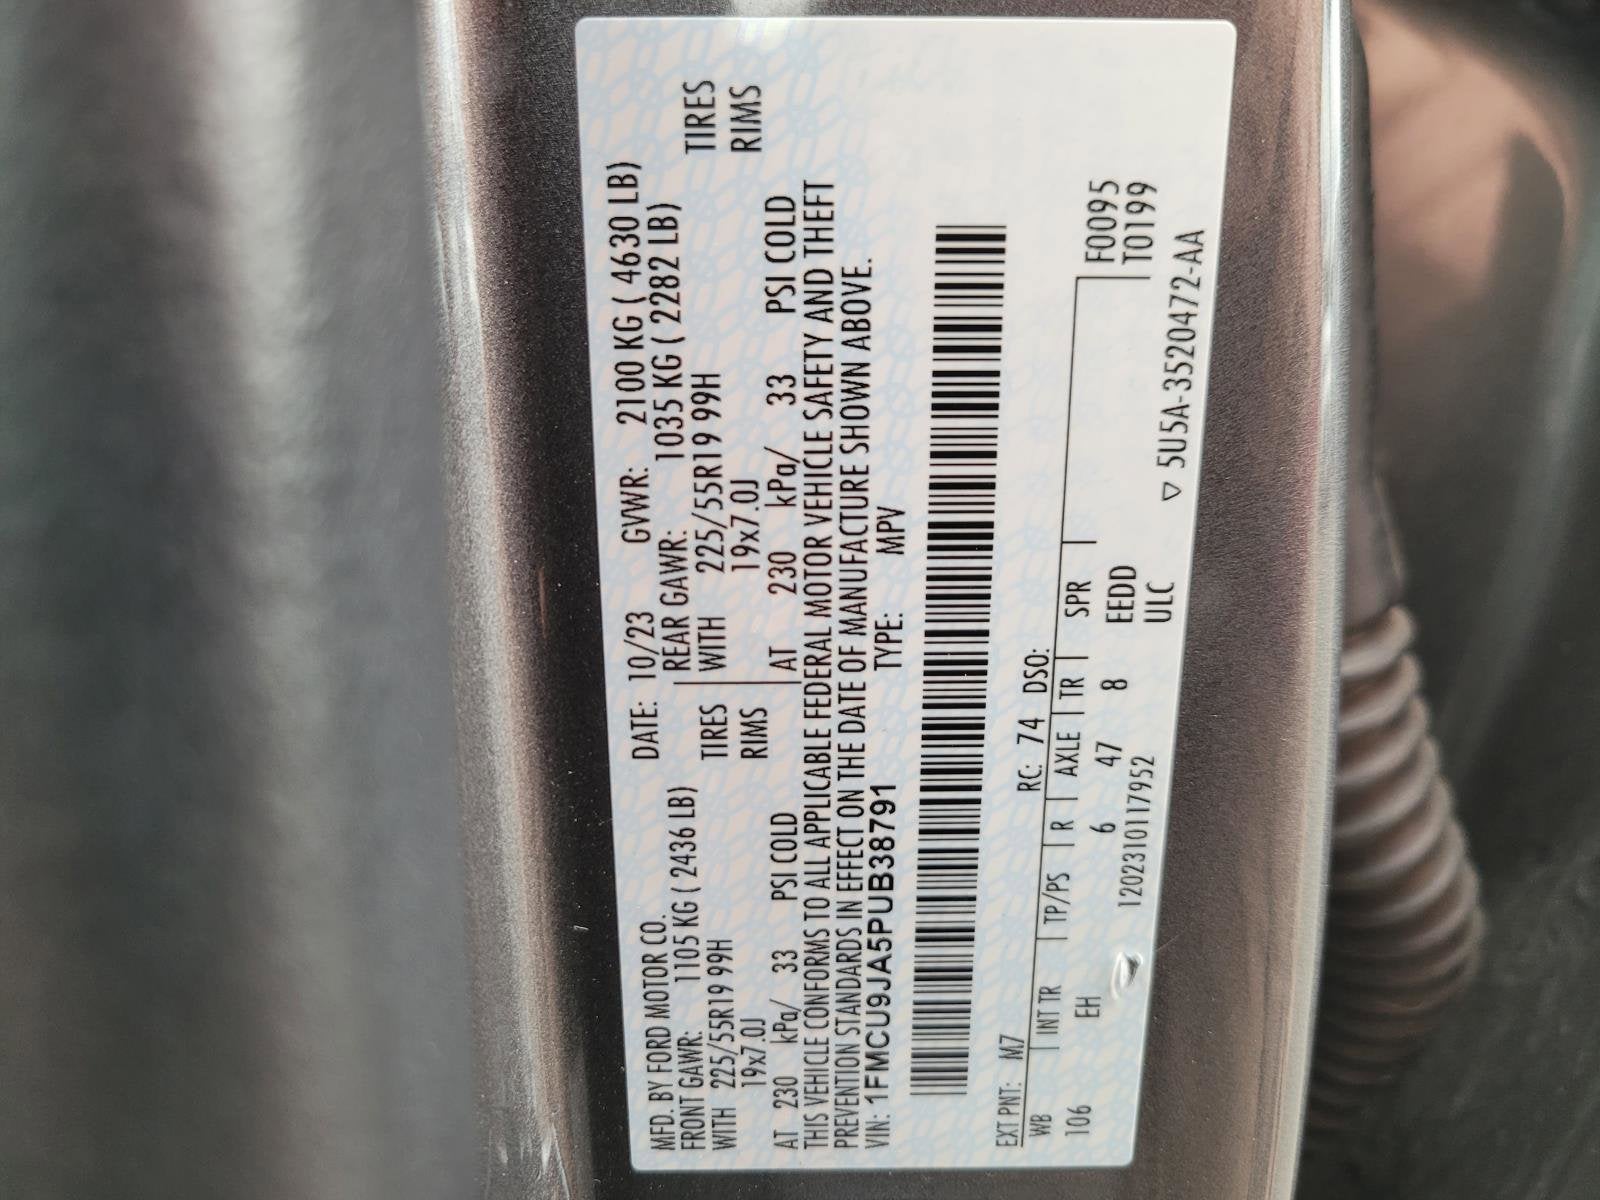 MFD. BY FORD MOTOR CO. DATE: 10/23 GVWR: 2100 KG ( 4630 LB)
FRONT GAWR: 1105 KG ( 2436 LB) REAR GAWR: 1035 KG ( 2282 LB)
WITH 225/55R19 99H TIRES WITH 225/55R19 99H TIRES
19x7.0J RIMS 19x7.0J RIMS
AT 230 kPa/ 33 PSI COLD AT 230 kPa/ 33 PSI COLD
THIS VEHICLE CONFORMS TO ALL APPLICABLE FEDERAL MOTOR VEHICLE SAFETY AND THEFT
PREVENTION STANDARDS IN EFFECT ON THE DATE OF MANUFACTURE SHOWN ABOVE.
VIN: 1FMCU9JA5PUB38791 TYPE: MPV
EXT PNT: M7 RC: 74 DSO:
WB INT TR TP/PS R AXLE TR SPR F0095
106 EH 6 47 8 EEDD T0199
12023101117952 ULC
▽ 5U5A-3520472-AA